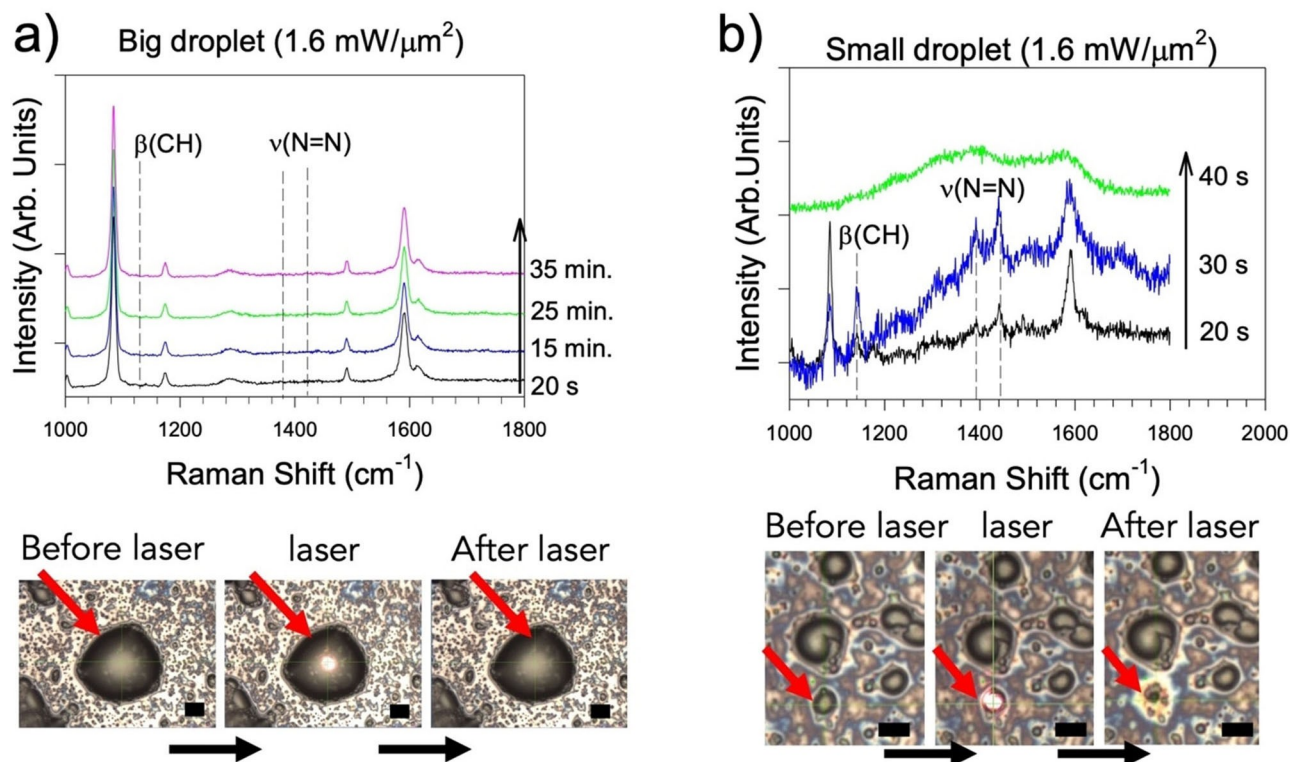 a)
Big droplet (1.6 mW/μm²)
Intensity (Arb. Units)
β(CH)
ν(N=N)
35 min.
25 min.
15 min.
20 s
1000
1200
1400
1600
1800
Raman Shift (cm⁻¹)
Before laser
laser
After laser
b)
Small droplet (1.6 mW/μm²)
Intensity (Arb.Units)
ν(N=N)
β(CH)
40 s
30 s
20 s
1000
1200
1400
1600
1800
2000
Raman Shift (cm⁻¹)
Before laser
laser
After laser